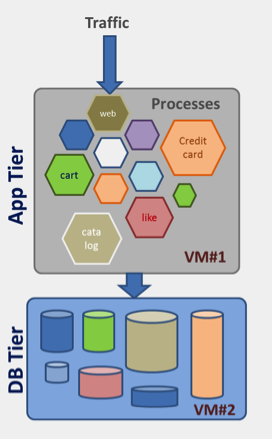 Traffic
App Tier
Processes
web
Credit
card
cart
like
cata
log
VM#1
DB Tier
VM#2